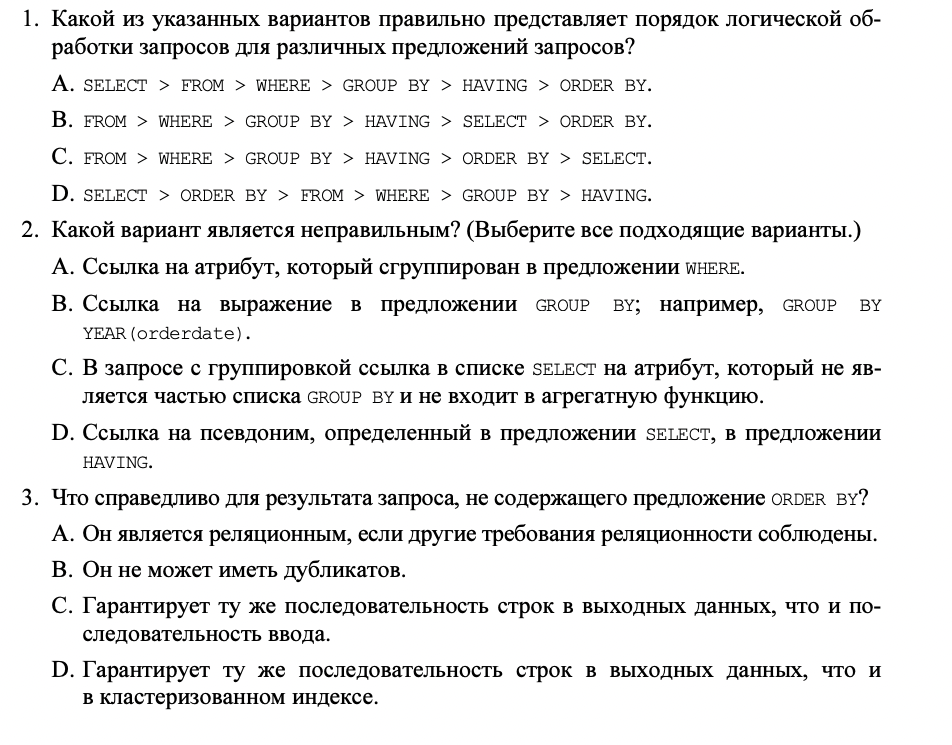 1. Какой из указанных вариантов правильно представляет порядок логической об-
работки запросов для различных предложений запросов?
A. SELECT > FROM > WHERE > GROUP BY > HAVING > ORDER BY.
B. FROM > WHERE > GROUP BY > HAVING > SELECT > ORDER BY.
C. FROM > WHERE > GROUP BY > HAVING > ORDER BY > SELECT.
D. SELECT > ORDER BY > FROM > WHERE > GROUP BY > HAVING.
2. Какой вариант является неправильным? (Выберите все подходящие варианты.)
A. Ссылка на атрибут, который сгруппирован в предложении WHERE.
B. Ссылка на выражение в предложении GROUP BY; например, GROUP BY
YEAR(orderdate).
C. В запросе с группировкой ссылка в списке SELECT на атрибут, который не яв-
ляется частью списка GROUP BY и не входит в агрегатную функцию.
D. Ссылка на псевдоним, определенный в предложении SELECT, в предложении
HAVING.
3. Что справедливо для результата запроса, не содержащего предложение ORDER BY?
A. Он является реляционным, если другие требования реляционности соблюдены.
B. Он не может иметь дубликатов.
C. Гарантирует ту же последовательность строк в выходных данных, что и по-
следовательность ввода.
D. Гарантирует ту же последовательность строк в выходных данных, что и
в кластеризованном индексе.